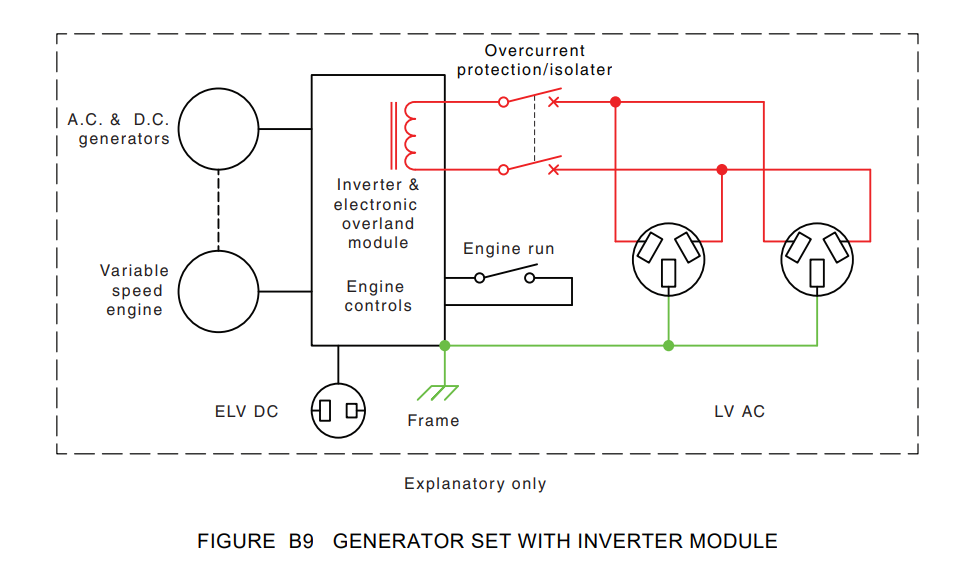 Overcurrent
protection/isolater
A.C. & D.C.
generators
Inverter &
electronic
overland
module
Variable
speed
engine
Engine run
Engine
controls
ELV DC
Frame
LV AC
Explanatory only
FIGURE B9 GENERATOR SET WITH INVERTER MODULE